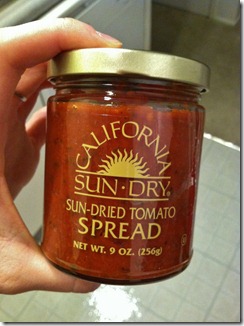 CALIFORNIA
SUN·DRY®
SUN-DRIED TOMATO
SPREAD
NET WT. 9 OZ. (256g)